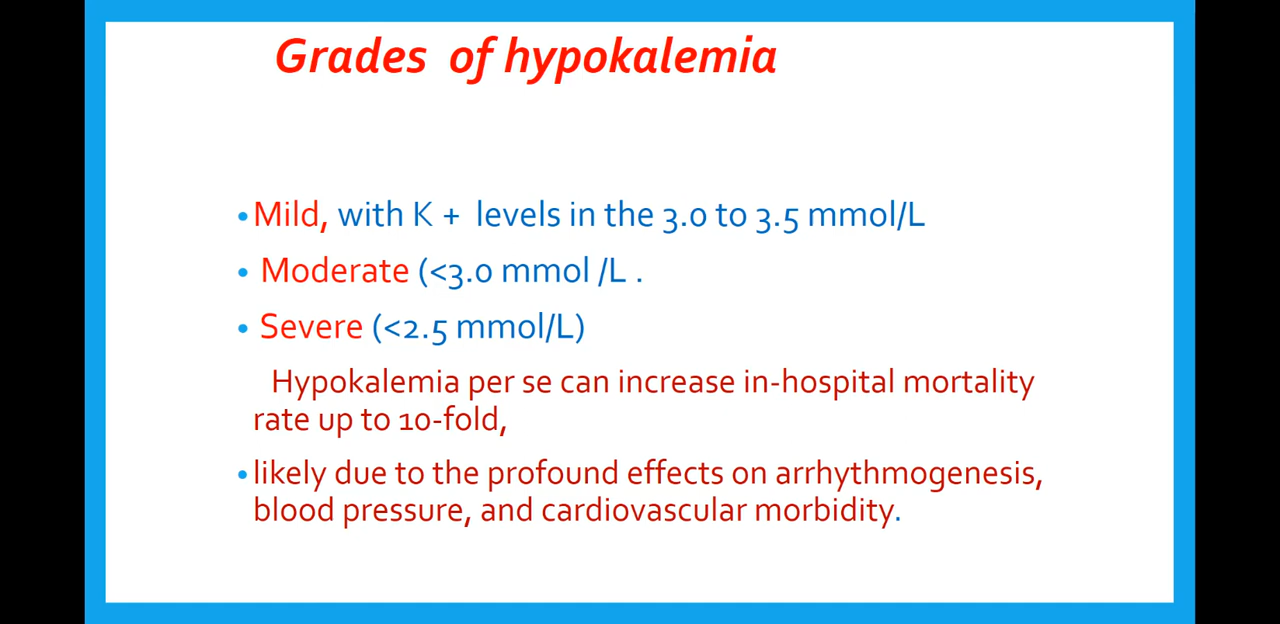 Grades of hypokalemia
•Mild, with K + levels in the 3.0 to 3.5 mmol/L
• Moderate (<3.0 mmol /L .
• Severe (<2.5 mmol/L)
Hypokalemia per se can increase in-hospital mortality
rate up to 10-fold,
•likely due to the profound effects on arrhythmogenesis,
blood pressure, and cardiovascular morbidity.